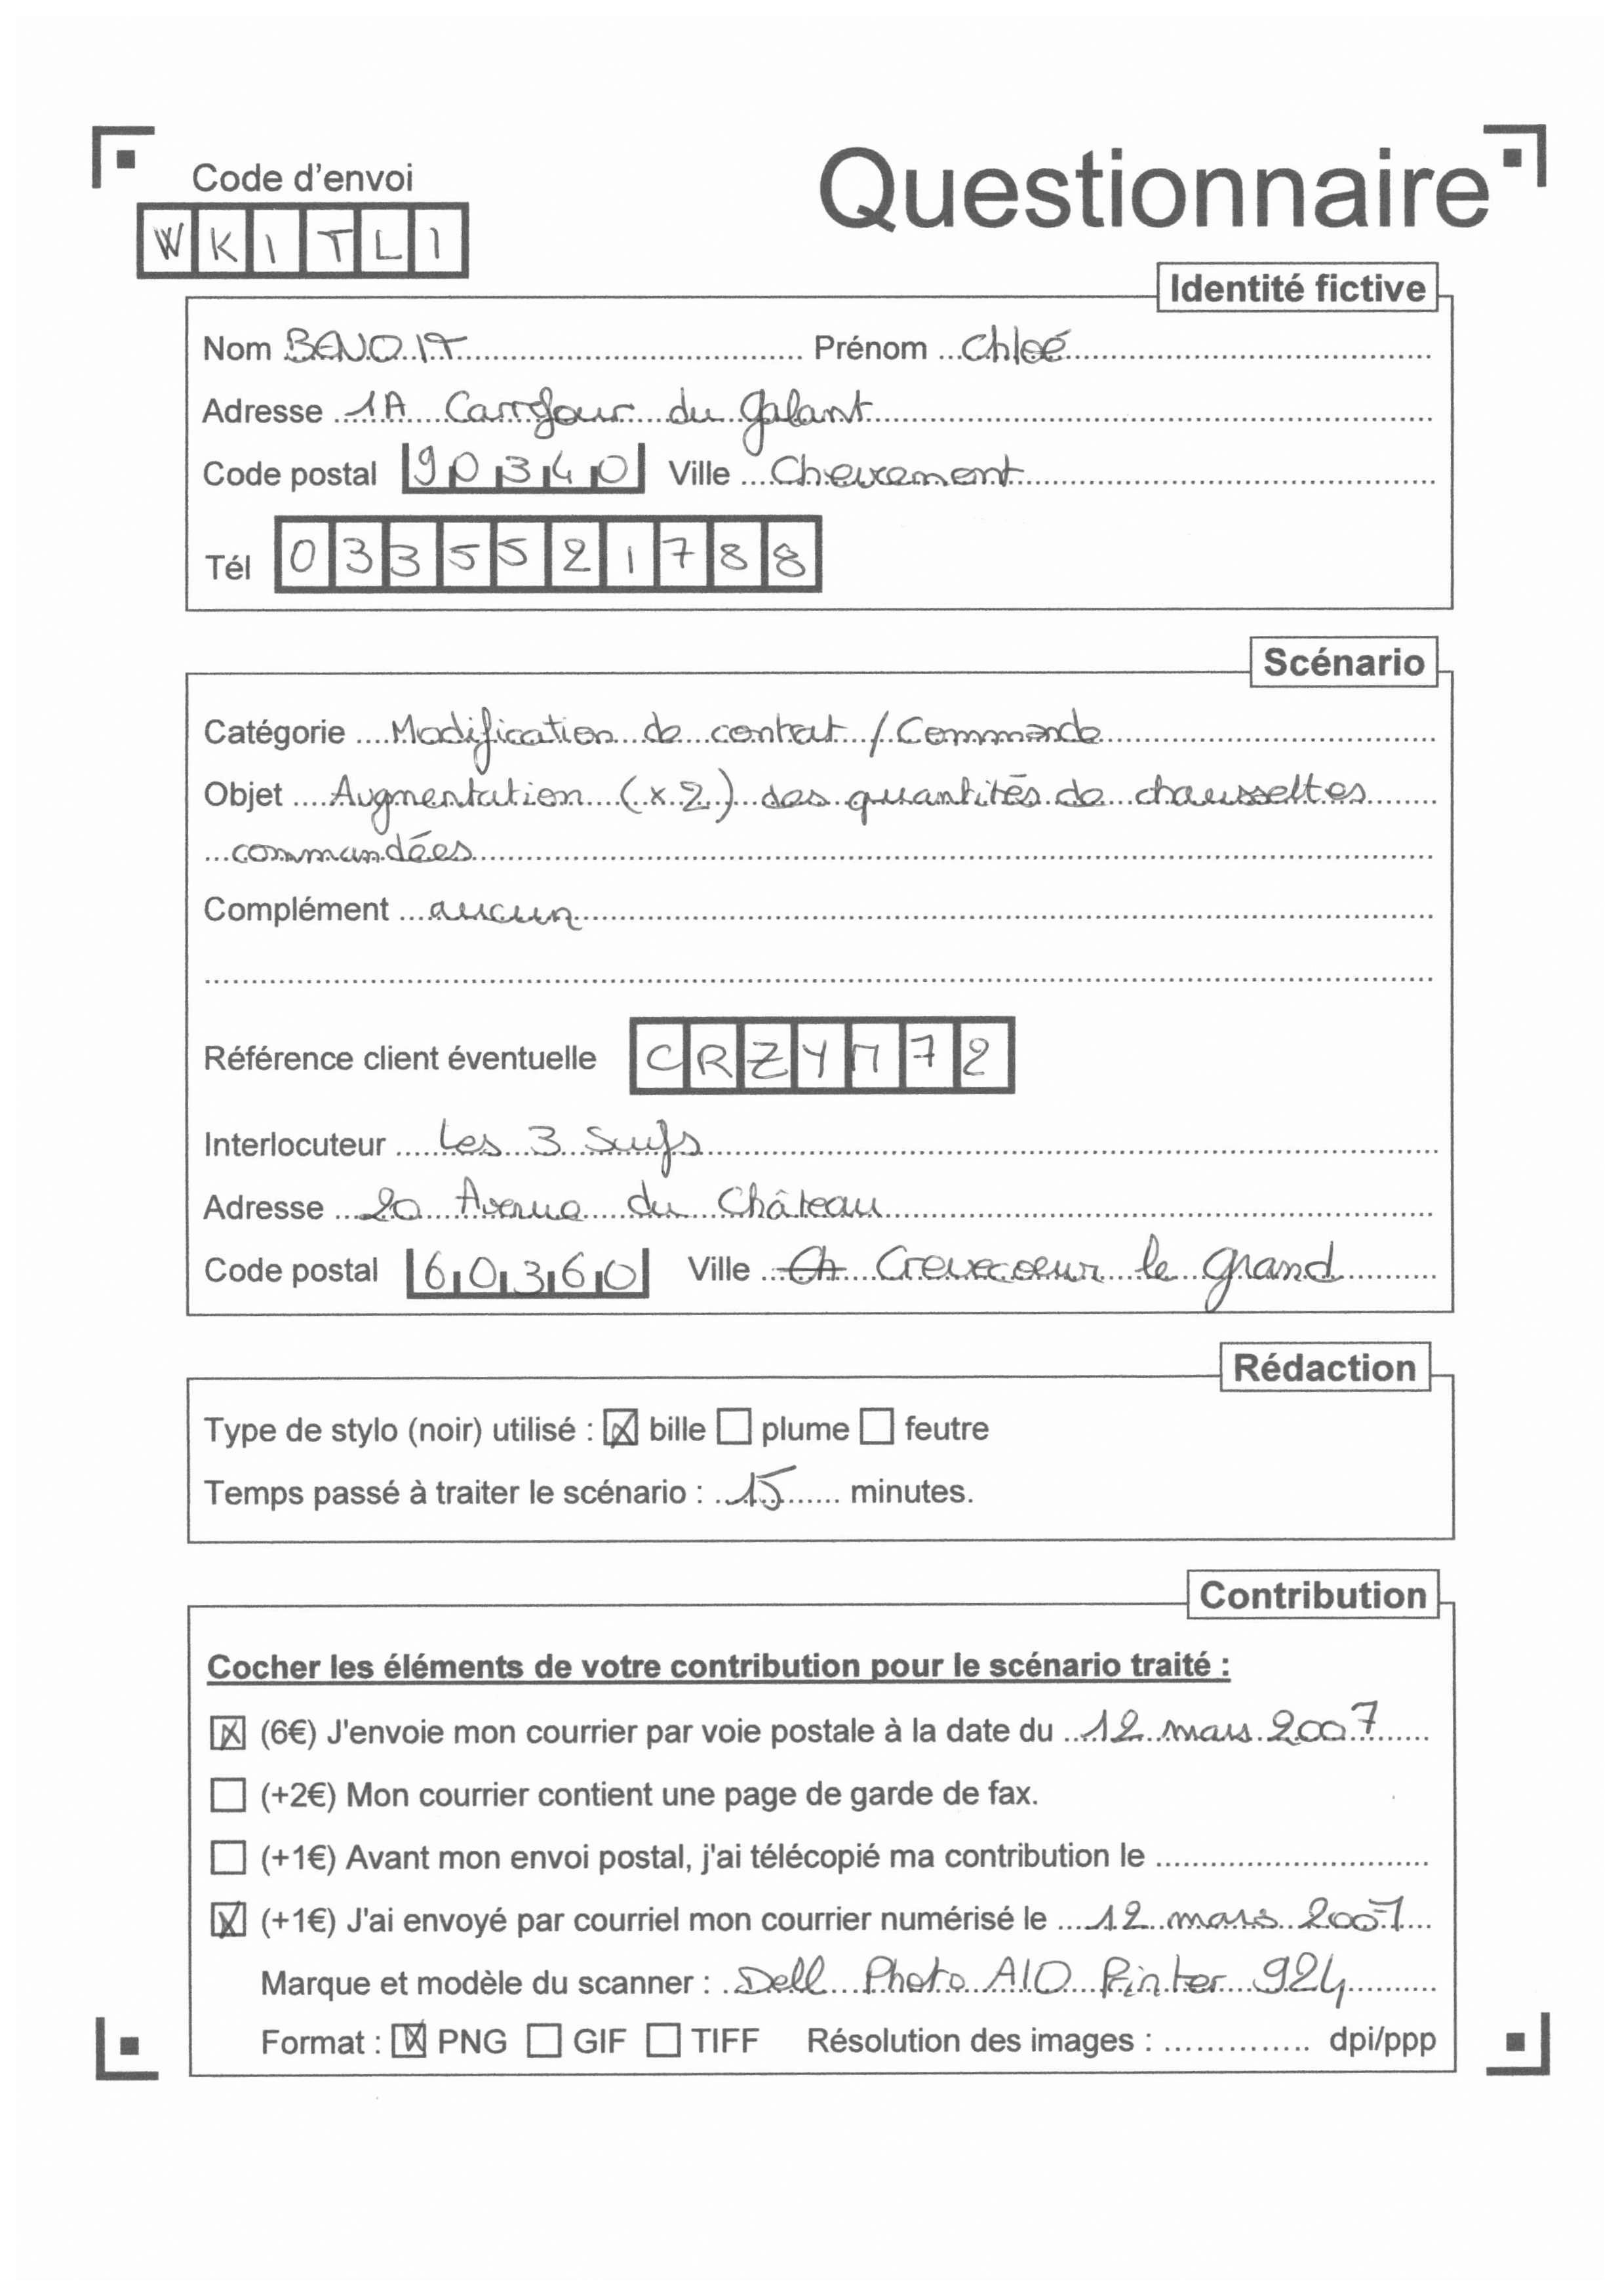 Code d'envoi
Questionnaire
W K I T L I
Identité fictive
Nom BENOIT Prénom Chloé
Adresse 1A Carrefour du galant
Code postal 90340 Ville Chevremont
Tél 0335521788
Scénario
Catégorie Modification de contrat / Commande
Objet Augmentation (x 2) des quantités de chaussettes
commandées
Complément aucun
Référence client éventuelle CRZYM72
Interlocuteur Les 3 Suifs
Adresse 20 Avenue du Château
Code postal 60360 Ville Ch Crevecoeur le grand
Rédaction
Type de stylo (noir) utilisé : ☒ bille ☐ plume ☐ feutre
Temps passé à traiter le scénario : 15 minutes.
Contribution
Cocher les éléments de votre contribution pour le scénario traité :
☒ (6€) J'envoie mon courrier par voie postale à la date du 12 mars 2007
☐ (+2€) Mon courrier contient une page de garde de fax.
☐ (+1€) Avant mon envoi postal, j'ai télécopié ma contribution le
☒ (+1€) J'ai envoyé par courriel mon courrier numérisé le 12 mars 2007
Marque et modèle du scanner : Dell Photo AIO Printer 924
Format : ☒ PNG ☐ GIF ☐ TIFF Résolution des images : dpi/ppp